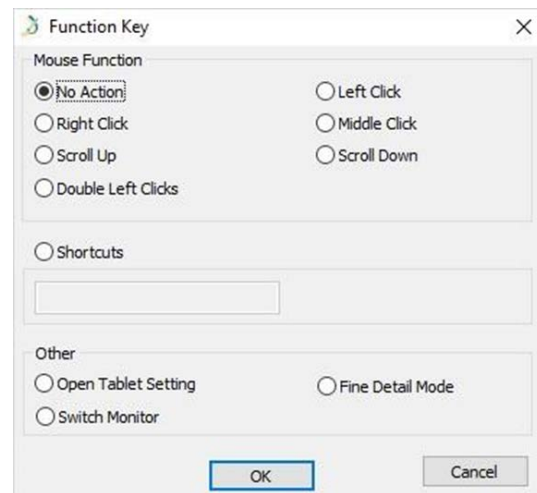 Function Key
Mouse Function
No Action
Left Click
Right Click
Middle Click
Scroll Up
Scroll Down
Double Left Clicks
Shortcuts
Other
Open Tablet Setting
Fine Detail Mode
Switch Monitor
OK
Cancel